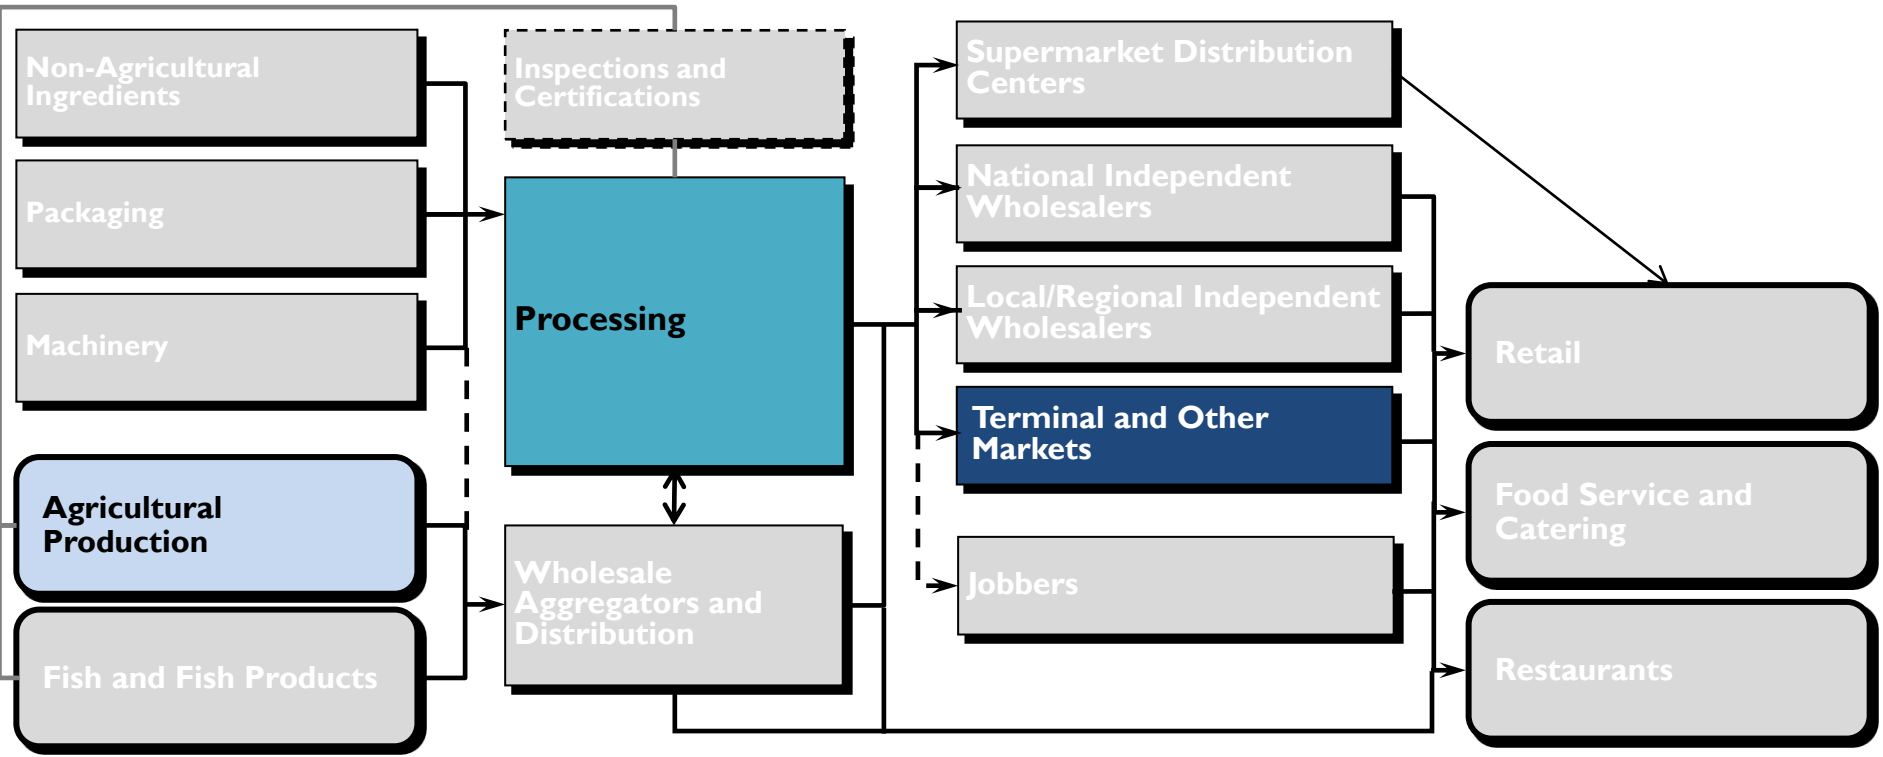 Non-Agricultural
Ingredients
Packaging
Machinery
Agricultural
Production
Fish and Fish Products
Inspections and
Certifications
Processing
Wholesale
Aggregators and
Distribution
Supermarket Distribution
Centers
National Independent
Wholesalers
Local/Regional Independent
Wholesalers
Terminal and Other
Markets
Jobbers
Retail
Food Service and
Catering
Restaurants